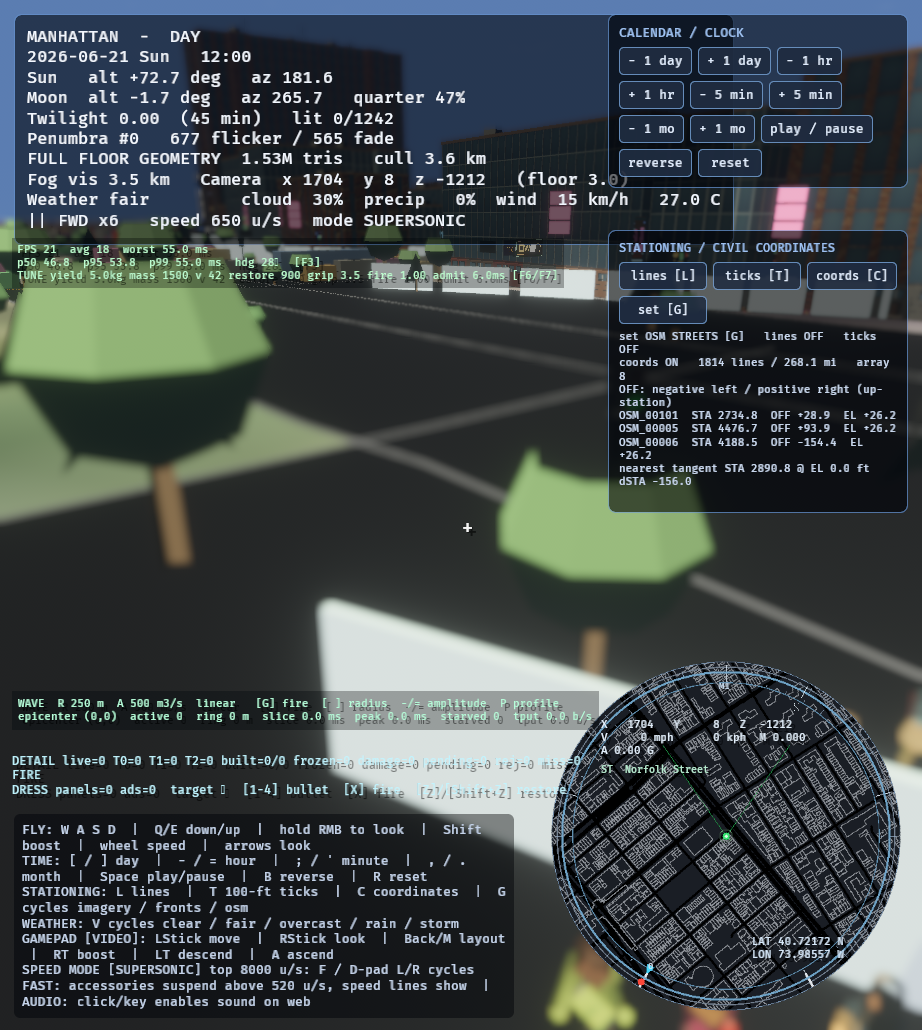 MANHATTAN - DAY
2026-06-21 Sun 12:00
Sun alt +72.7 deg az 181.6
Moon alt -1.7 deg az 265.7 quarter 47%
Twilight 0.00 (45 min) lit 0/1242
Penumbra #0 677 flicker / 565 fade
FULL FLOOR GEOMETRY 1.53M tris cull 3.6 km
Fog vis 3.5 km Camera x 1704 y 8 z -1212 (floor 3.0)
Weather fair cloud 30% precip 0% wind 15 km/h 27.0 C
|| FWD x6 speed 650 u/s mode SUPERSONIC
FPS 21 avg 18 worst 55.0 ms
p50 46.8 p95 53.8 p99 55.0 ms hdg 28 [F3]
TUNE yield 5.0kg mass 1500 v 42 restore 900 grip 3.5 fire 1.00 admit 6.0ms [F6/F7]
CALENDAR / CLOCK
- 1 day + 1 day - 1 hr
+ 1 hr - 5 min + 5 min
- 1 mo + 1 mo play / pause
reverse reset
STATIONING / CIVIL COORDINATES
lines [L] ticks [T] coords [C]
set [G]
set OSM STREETS [G] lines OFF ticks
OFF
coords ON 1814 lines / 268.1 mi array
8
OFF: negative left / positive right (up-
station)
OSM_00101 STA 2734.8 OFF +28.9 EL +26.2
OSM_00005 STA 4476.7 OFF +93.9 EL +26.2
OSM_00006 STA 4188.5 OFF -154.4 EL
+26.2
nearest tangent STA 2890.8 @ EL 0.0 ft
dSTA -156.0
WAVE R 250 m A 500 m3/s linear [G] fire [ ] radius -/= amplitude P profile
epicenter (0,0) active 0 ring 0 m slice 0.0 ms peak 0.0 ms starved 0 tput 0.0 b/s
DETAIL live=0 T0=0 T1=0 T2=0 built=0/0 frozen=0 damage=0 pending=0 rej=0 miss=0
FIRE
DRESS panels=0 ads=0 target [1-4] bullet [X] fire [Z]/[Shift+Z] restore
X 1704 Y 8 Z -1212
V 0 mph 0 kph M 0.000
A 0.00 G
ST Norfolk Street
LAT 40.72172 N
LON 73.98557 W
FLY: W A S D | Q/E down/up | hold RMB to look | Shift
boost | wheel speed | arrows look
TIME: [ / ] day | - / = hour | ; / ' minute | , / .
month | Space play/pause | B reverse | R reset
STATIONING: L lines | T 100-ft ticks | C coordinates | G
cycles imagery / fronts / osm
WEATHER: V cycles clear / fair / overcast / rain / storm
GAMEPAD [VIDEO]: LStick move | RStick look | Back/M layout
| RT boost | LT descend | A ascend
SPEED MODE [SUPERSONIC] top 8000 u/s: F / D-pad L/R cycles
FAST: accessories suspend above 520 u/s, speed lines show |
AUDIO: click/key enables sound on web